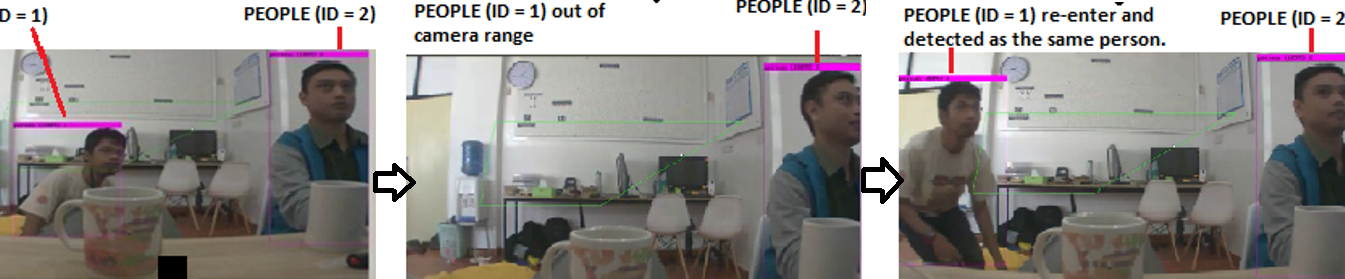 D = 1)
PEOPLE (ID = 2)
PEOPLE (ID = 1) out of
camera range
PEOPLE (ID = 2)
PEOPLE (ID = 1) re-enter and
detected as the same person.
PEOPLE (ID = 2